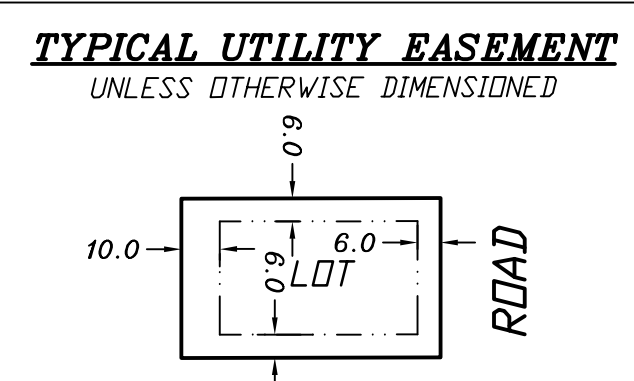 TYPICAL UTILITY EASEMENT
UNLESS OTHERWISE DIMENSIONED
6.0
10.0
6.0
6.0
LOT
ROAD